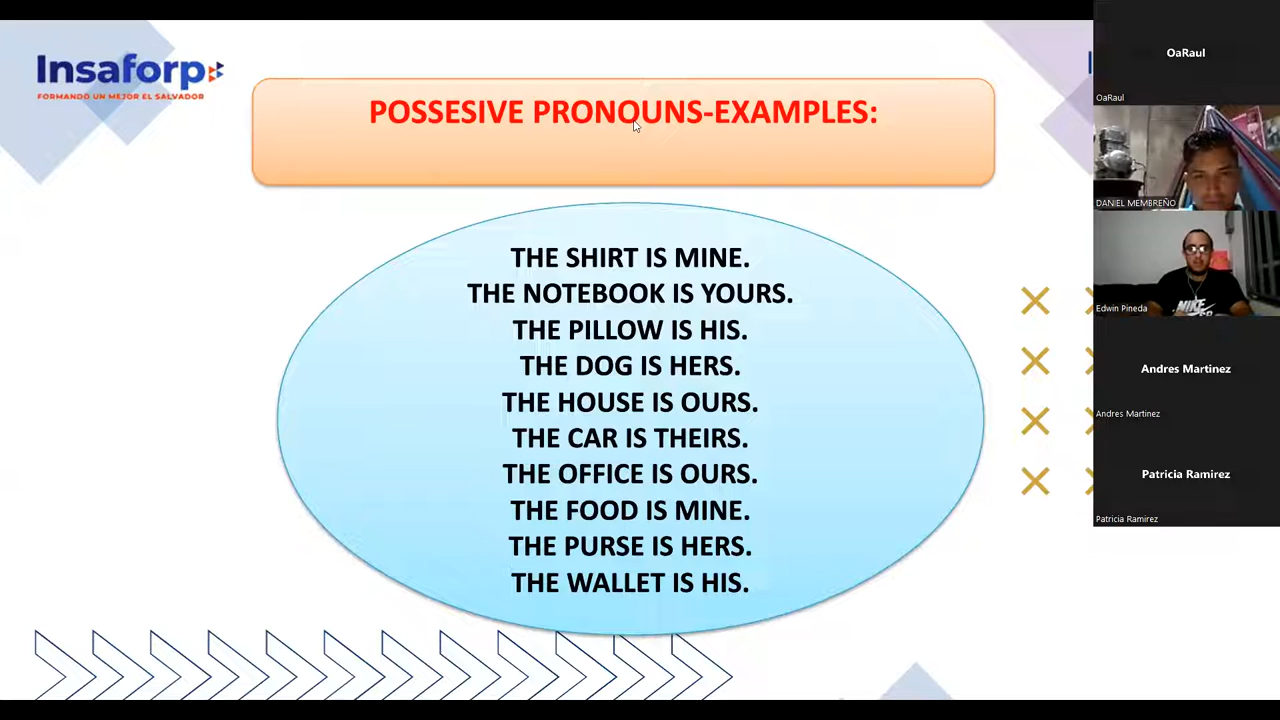 Insaforp
FORMANDO UN MEJOR EL SALVADOR
POSSESIVE PRONOUNS-EXAMPLES:
THE SHIRT IS MINE.
THE NOTEBOOK IS YOURS.
THE PILLOW IS HIS.
THE DOG IS HERS.
THE HOUSE IS OURS.
THE CAR IS THEIRS.
THE OFFICE IS OURS.
THE FOOD IS MINE.
THE PURSE IS HERS.
THE WALLET IS HIS.
OaRaul
OaRaul
DANIEL MEMBREÑO
Edwin Pineda
NIKE
Andres Martinez
Andres Martinez
Patricia Ramirez
Patricia Ramirez